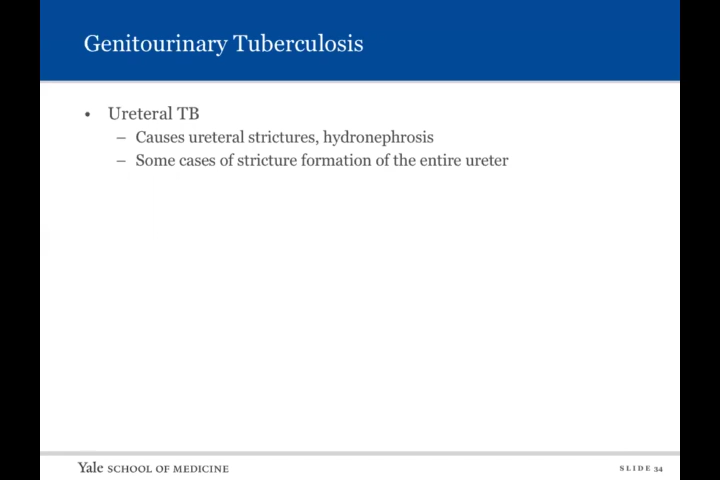 Genitourinary Tuberculosis
• Ureteral TB
– Causes ureteral strictures, hydronephrosis
– Some cases of stricture formation of the entire ureter
Yale SCHOOL OF MEDICINE
SLIDE 34